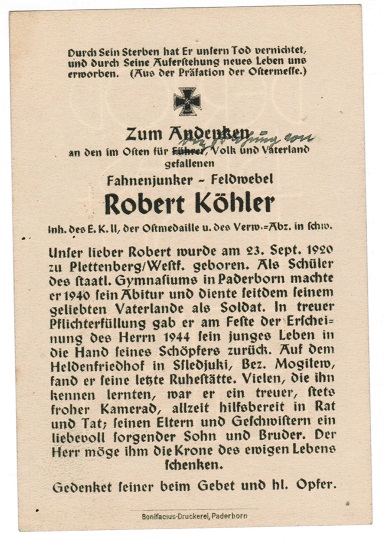 Durch Sein Sterben hat Er unsern Tod vernichtet,
und durch Seine Auferstehung neues Leben uns
erworben. (Aus der Präfation der Ostermesse.)
Zum Andenken
an den im Osten für Führer, Volk und Vaterland
gefallenen
Fahnenjunker - Feldwebel
Robert Köhler
Inh. des E. K. II, der Ostmedaille u. des Verw.=Abz. in schw.
Unser lieber Robert wurde am 23. Sept. 1920
zu Plettenberg/Westf. geboren. Als Schüler
des staatl. Gymnasiums in Paderborn machte
er 1940 sein Abitur und diente seitdem seinem
geliebten Vaterlande als Soldat. In treuer
Pflichterfüllung gab er am Feste der Erschei-
nung des Herrn 1944 sein junges Leben in
die Hand seines Schöpfers zurück. Auf dem
Heldenfriedhof in Ssledjuki, Bez. Mogilew,
fand er seine letzte Ruhestätte. Vielen, die ihn
kennen lernten, war er ein treuer, stets
froher Kamerad, allzeit hilfsbereit in Rat
und Tat; seinen Eltern und Geschwistern ein
liebevoll sorgender Sohn und Bruder. Der
Herr möge ihm die Krone des ewigen Lebens
schenken.
Gedenket seiner beim Gebet und hl. Opfer.
Bonifacius-Druckerei, Paderborn